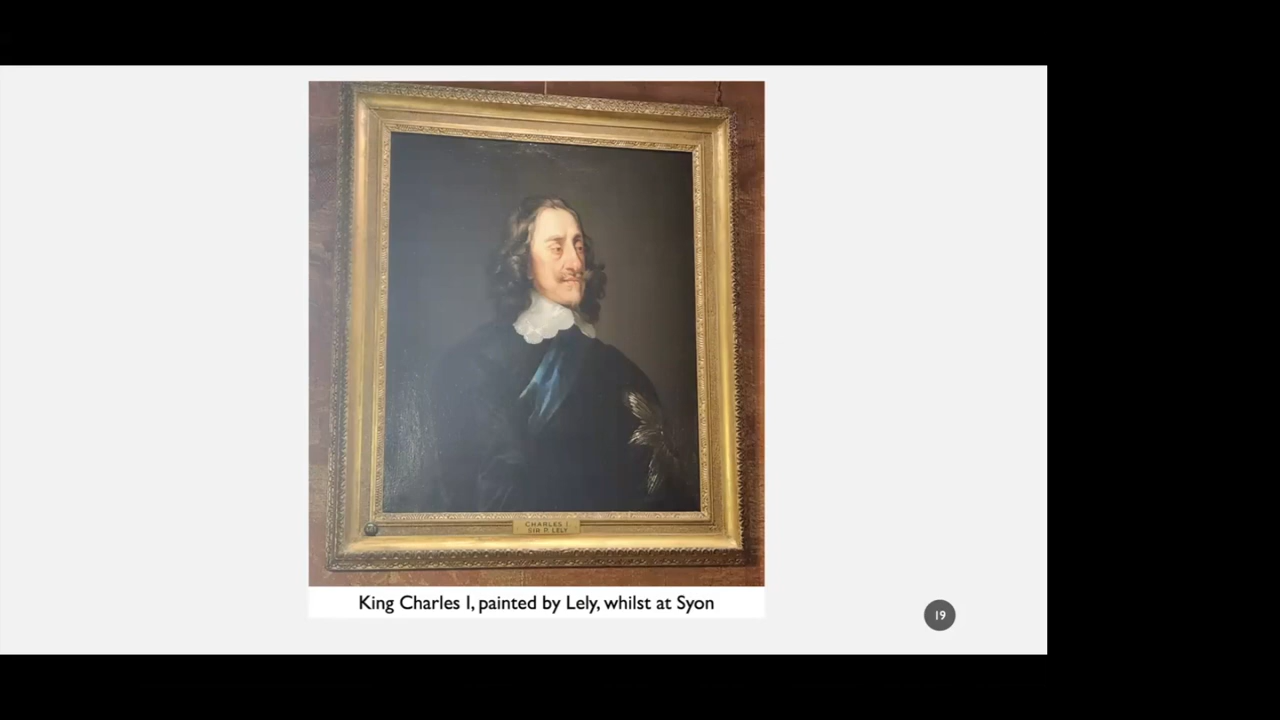 CHARLES I
SIR P. LELY
King Charles I, painted by Lely, whilst at Syon
19